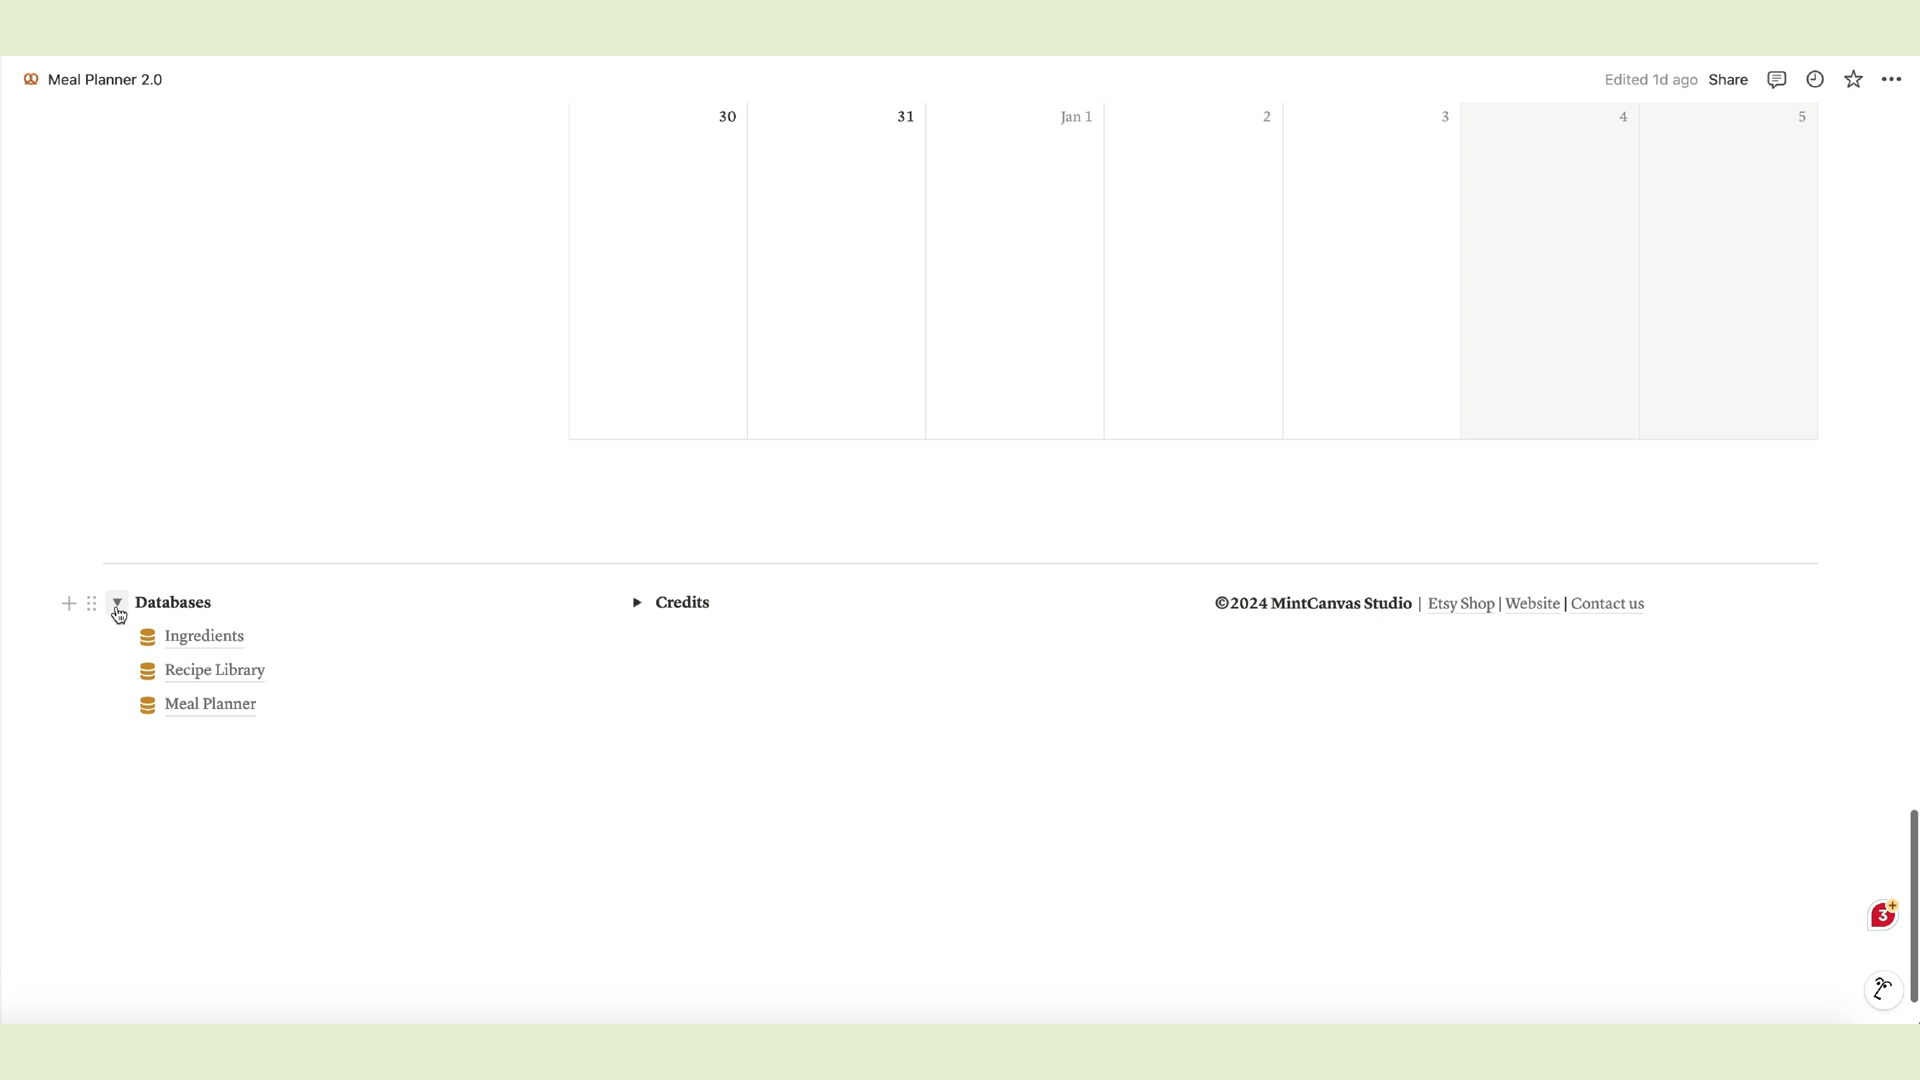 Meal Planner 2.0
Edited 1d ago Share
30 31 Jan 1 2 3 4 5
Databases
Ingredients
Recipe Library
Meal Planner
Credits
©2024 MintCanvas Studio | Etsy Shop | Website | Contact us
3